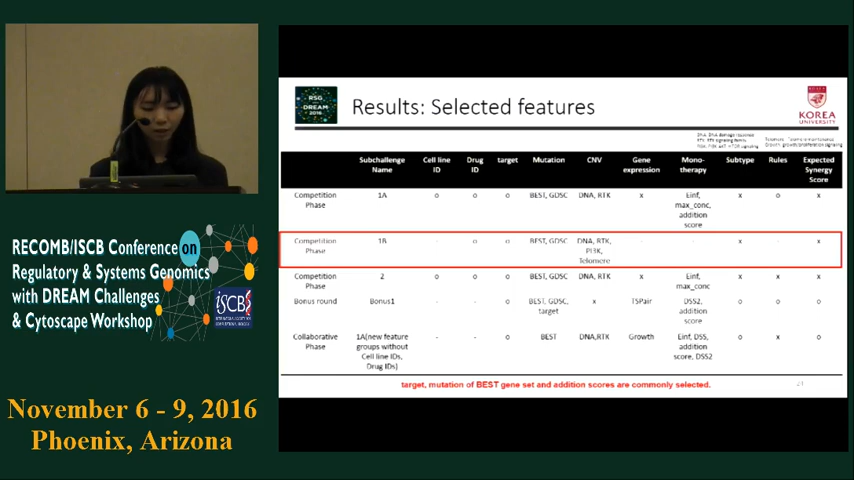 RECOMB/ISCB Conference on
Regulatory & Systems Genomics
with DREAM Challenges
& Cytoscape Workshop
ISCB
November 6 - 9, 2016
Phoenix, Arizona
RSG
DREAM
2016
Results: Selected features
KOREA
UNIVERSITY
Subchallenge Name Cell line ID Drug ID target Mutation CNV Gene expression Mono-therapy Subtype Rules Expected Synergy Score
Competition Phase 1A o o o BEST, GDSC DNA, RTK x Einf, max_conc, addition score x o x
Competition Phase 1B - o o BEST, GDSC DNA, RTK, PI3K, Telomere - - x - x
Competition Phase 2 o o o BEST, GDSC DNA, RTK x Einf, max_conc x x x
Bonus round Bonus1 - - o BEST, GDSC, target x TSPair DSS2, addition score o o o
Collaborative Phase 1A(new feature groups without Cell line IDs, Drug IDs) - - o BEST DNA,RTK Growth Einf, DSS, addition score, DSS2 o x o
target, mutation of BEST gene set and addition scores are commonly selected.